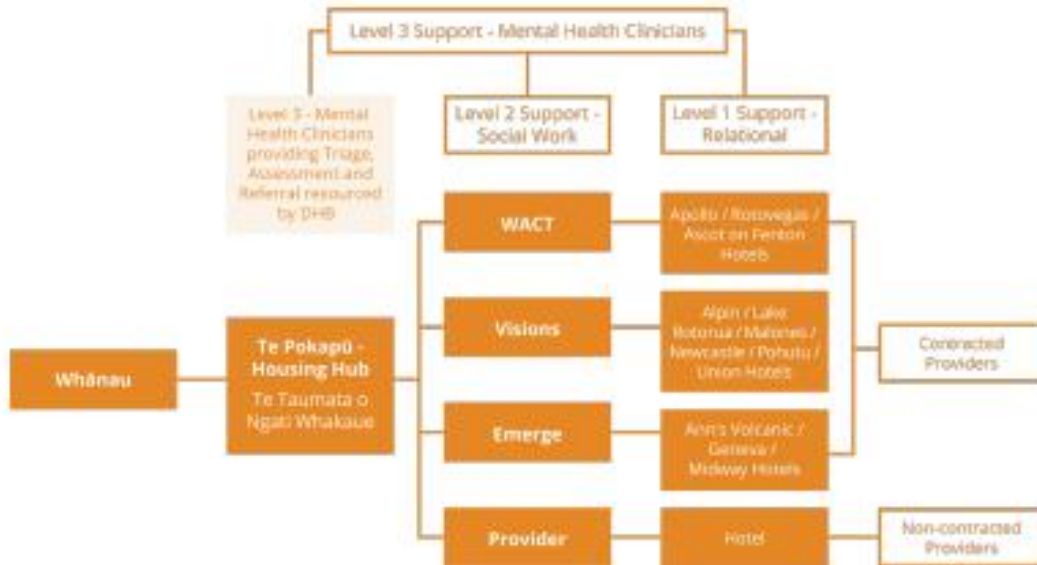 Level 3 Support - Mental Health Clinicians
Level 3 - Mental
Health Clinicians
providing Triage,
Assessment and
Referral resourced
by DHB
Level 2 Support -
Social Work
Level 1 Support -
Relational
WACT
Apollo / Rotovegas /
Ascot on Fenton
Hotels
Visions
Alpin / Lake
Rotorua / Malones /
Newcastle / Pohutu /
Union Hotels
Whānau
Te Pokapū -
Housing Hub
Te Taumata o
Ngati Whakaue
Contracted
Providers
Emerge
Ann's Volcanic /
Geneva /
Midway Hotels
Provider
Hotel
Non-contracted
Providers